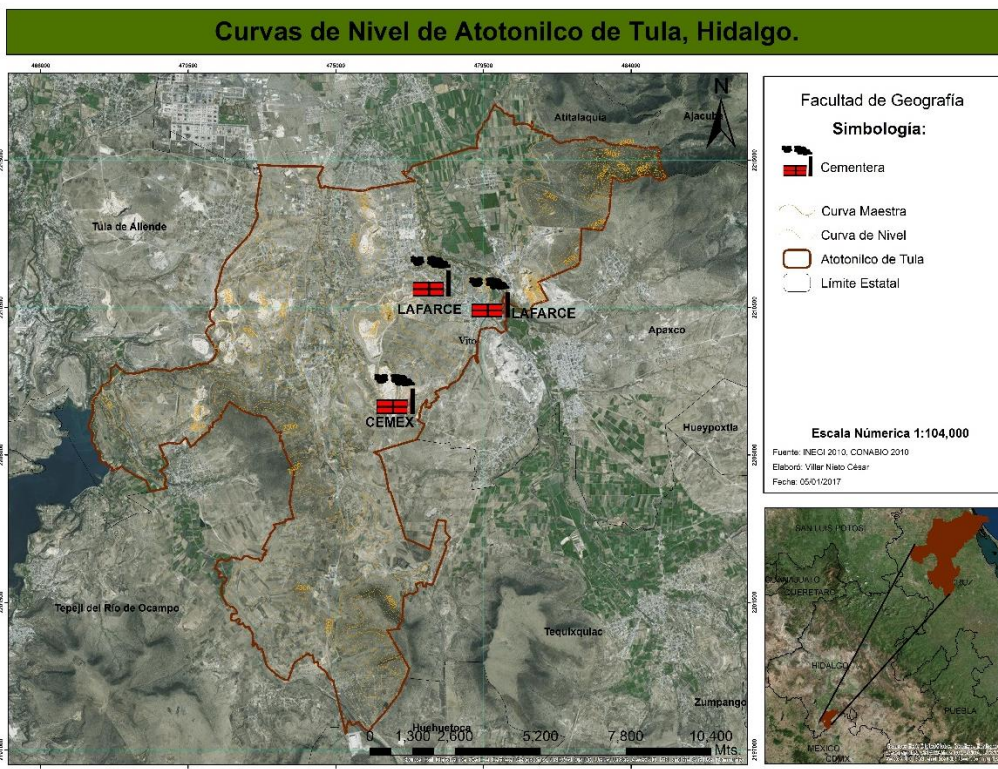 Curvas de Nivel de Atotonilco de Tula, Hidalgo.
N
Atitalaquia
Tula de Allende
LAFARCE
LAFARCE
Vito
Apaxco
CEMEX
Hueypoxtla
Tepeji del Río de Ocampo
Tequixquiac
Zumpango
Huehuetoca
0 1,300 2,600 5,200 7,800 10,400
Mts.
Facultad de Geografía
Simbología:
Cementera
Curva Maestra
Curva de Nivel
Atotonilco de Tula
Límite Estatal
Escala Númerica 1:104,000
Fuente: INEGI 2010, CONABIO 2010
Elaboró: Villar Nieto César
Fecha: 05/01/2017
SAN LUIS POTOSI
GUANAJUATO
QUERETARO
HIDALGO
PUEBLA
MEXICO
CDMX